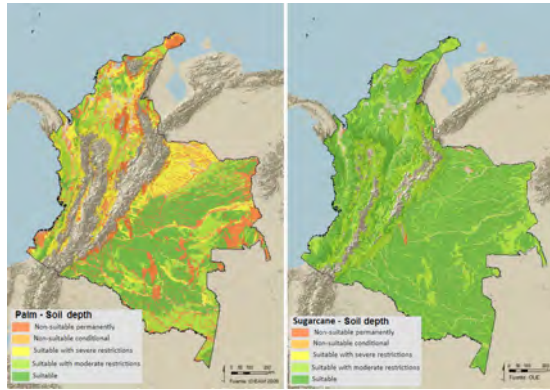 Palm - Soil depth
Non-suitable permanently
Non-suitable conditional
Suitable with severe restrictions
Suitable with moderate restrictions
Suitable
Sugarcane - Soil depth
Non-suitable permanently
Non-suitable conditional
Suitable with severe restrictions
Suitable with moderate restrictions
Suitable